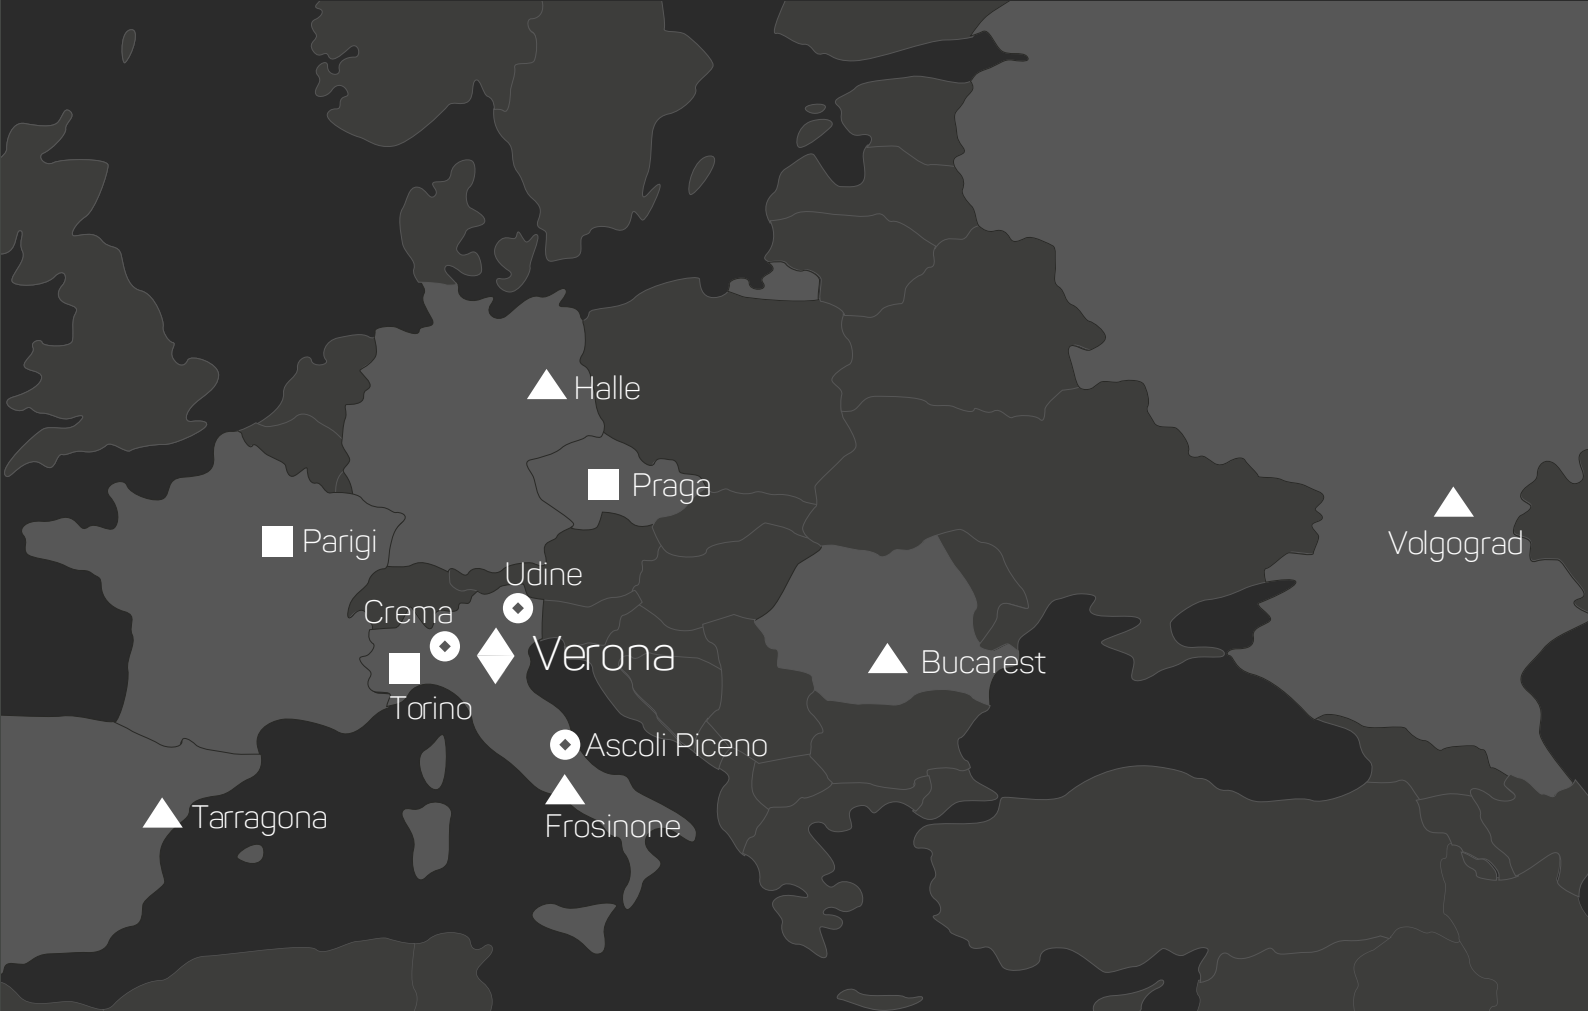 Halle
Praga
Parigi
Volgograd
Udine
Crema
Verona
Bucarest
Torino
Ascoli Piceno
Tarragona
Frosinone